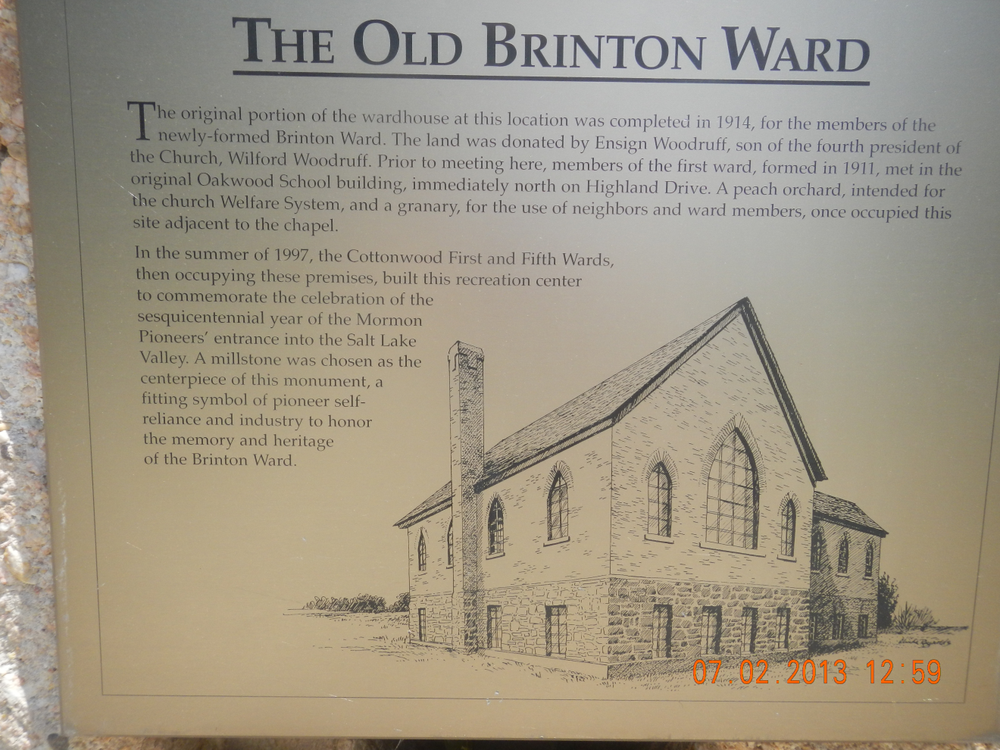 THE OLD BRINTON WARD
The original portion of the wardhouse at this location was completed in 1914, for the members of the
newly-formed Brinton Ward. The land was donated by Ensign Woodruff, son of the fourth president of
the Church, Wilford Woodruff. Prior to meeting here, members of the first ward, formed in 1911, met in the
original Oakwood School building, immediately north on Highland Drive. A peach orchard, intended for
the church Welfare System, and a granary, for the use of neighbors and ward members, once occupied this
site adjacent to the chapel.
In the summer of 1997, the Cottonwood First and Fifth Wards,
then occupying these premises, built this recreation center
to commemorate the celebration of the
sesquicentennial year of the Mormon
Pioneers' entrance into the Salt Lake
Valley. A millstone was chosen as the
centerpiece of this monument, a
fitting symbol of pioneer self-
reliance and industry to honor
the memory and heritage
of the Brinton Ward.
07.02.2013 12:59